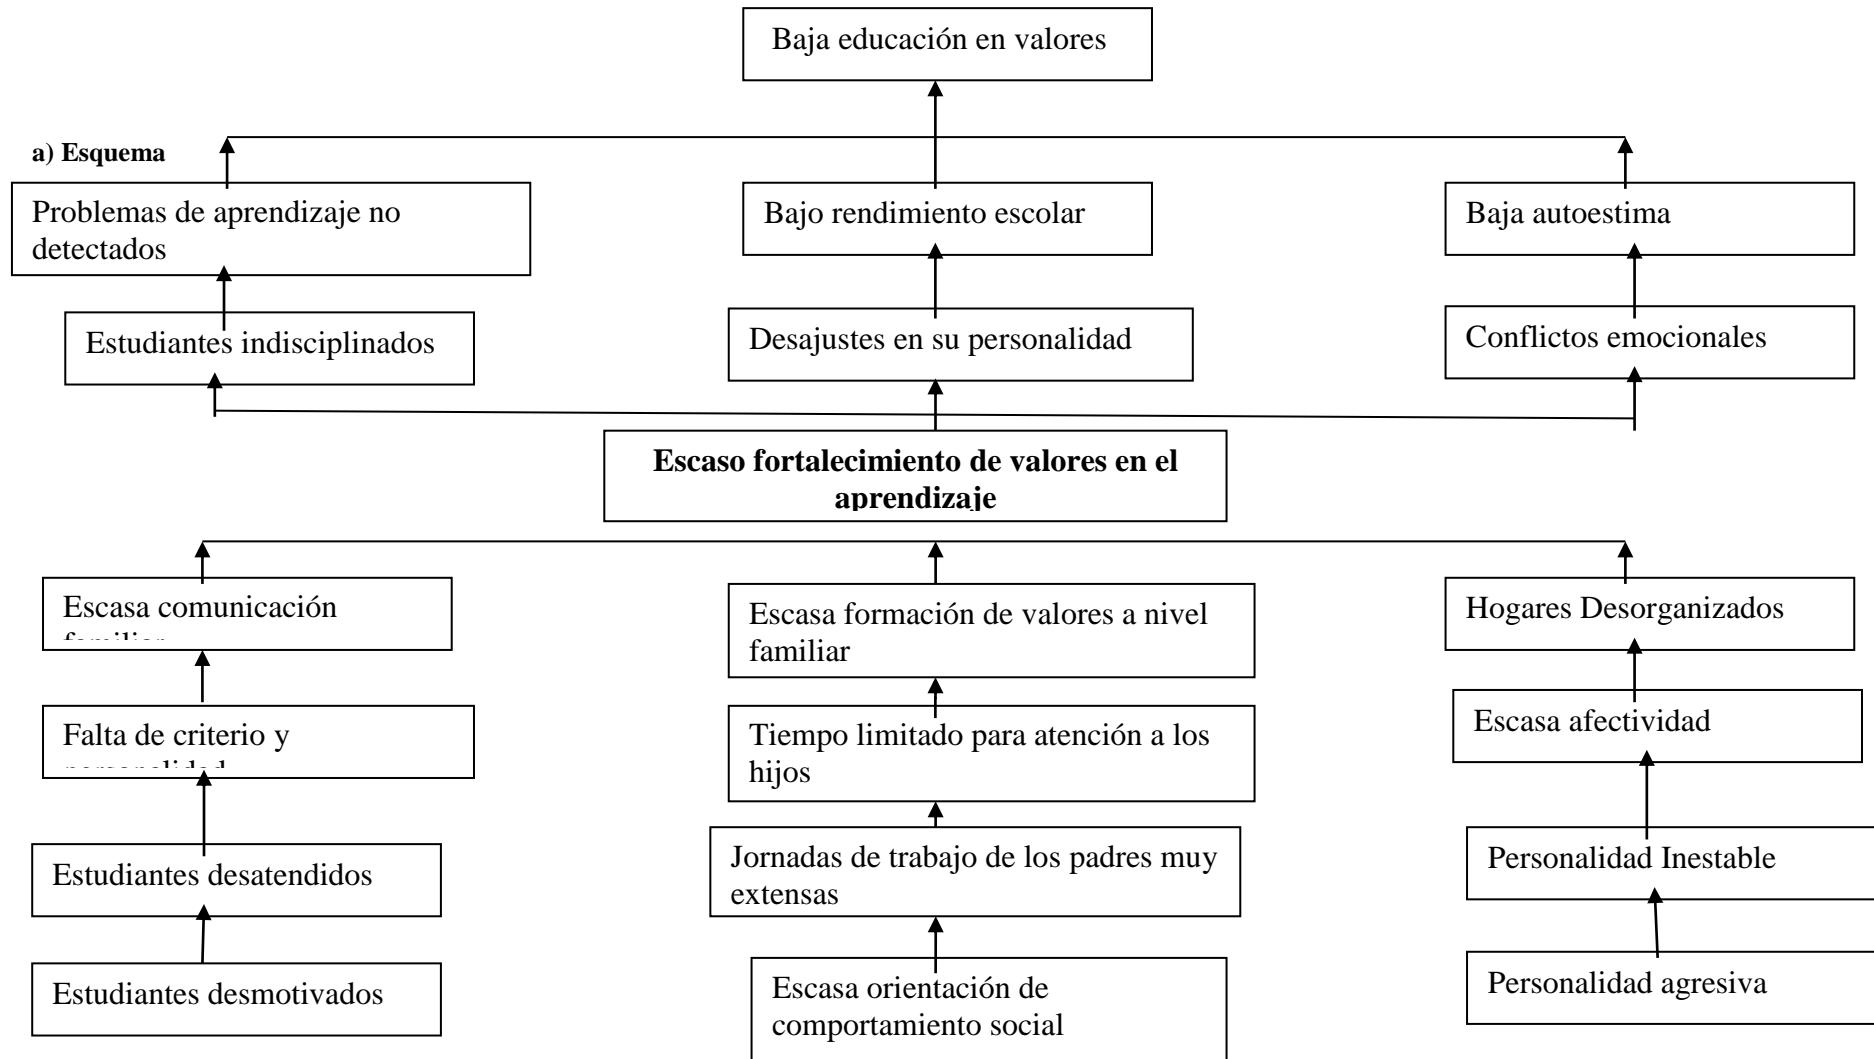 Baja educación en valores
a) Esquema
Problemas de aprendizaje no
detectados
Bajo rendimiento escolar
Baja autoestima
Estudiantes indisciplinados
Desajustes en su personalidad
Conflictos emocionales
Escaso fortalecimiento de valores en el
aprendizaje
Escasa comunicación
familiar
Escasa formación de valores a nivel
familiar
Hogares Desorganizados
Falta de criterio y
personalidad
Tiempo limitado para atención a los
hijos
Escasa afectividad
Estudiantes desatendidos
Jornadas de trabajo de los padres muy
extensas
Personalidad Inestable
Estudiantes desmotivados
Escasa orientación de
comportamiento social
Personalidad agresiva